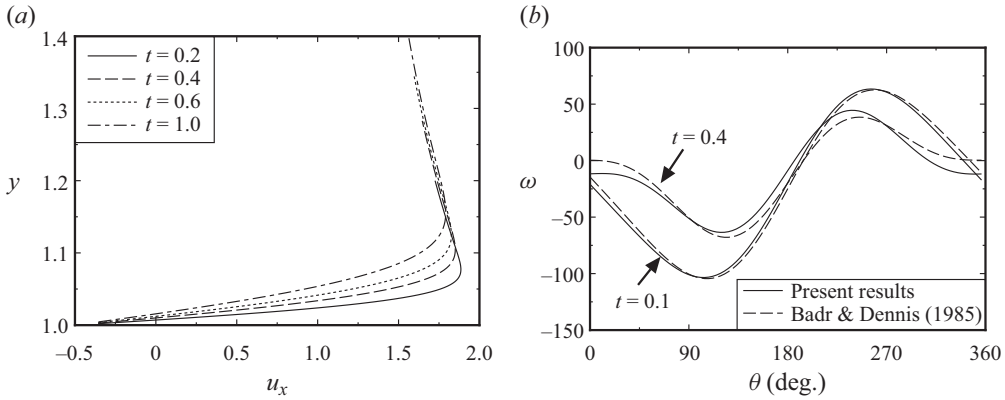 (a)
1.4
1.3
1.2
1.1
1.0
y
t = 0.2
t = 0.4
t = 0.6
t = 1.0
–0.5 0 0.5 1.0 1.5 2.0
u_x
(b)
100
50
0
–50
–100
–150
ω
t = 0.4
t = 0.1
Present results
Badr & Dennis (1985)
0 90 180 270 360
θ (deg.)